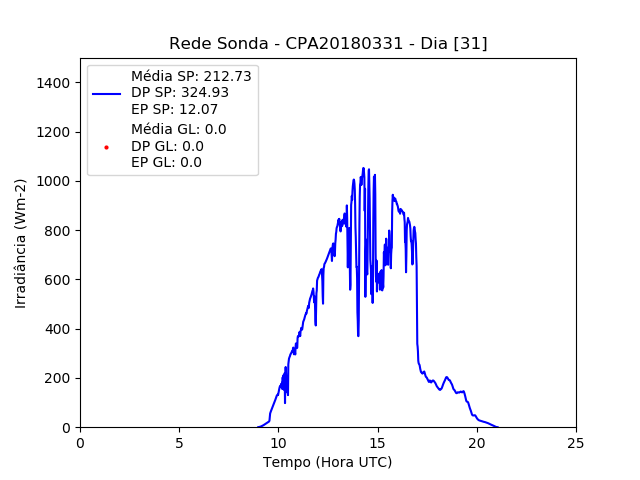 Rede Sonda - CPA20180331 - Dia [31]
Média SP: 212.73
DP SP: 324.93
EP SP: 12.07
Média GL: 0.0
DP GL: 0.0
EP GL: 0.0
Irradiância (Wm-2)
1400
1200
1000
800
600
400
200
0
0 5 10 15 20 25
Tempo (Hora UTC)